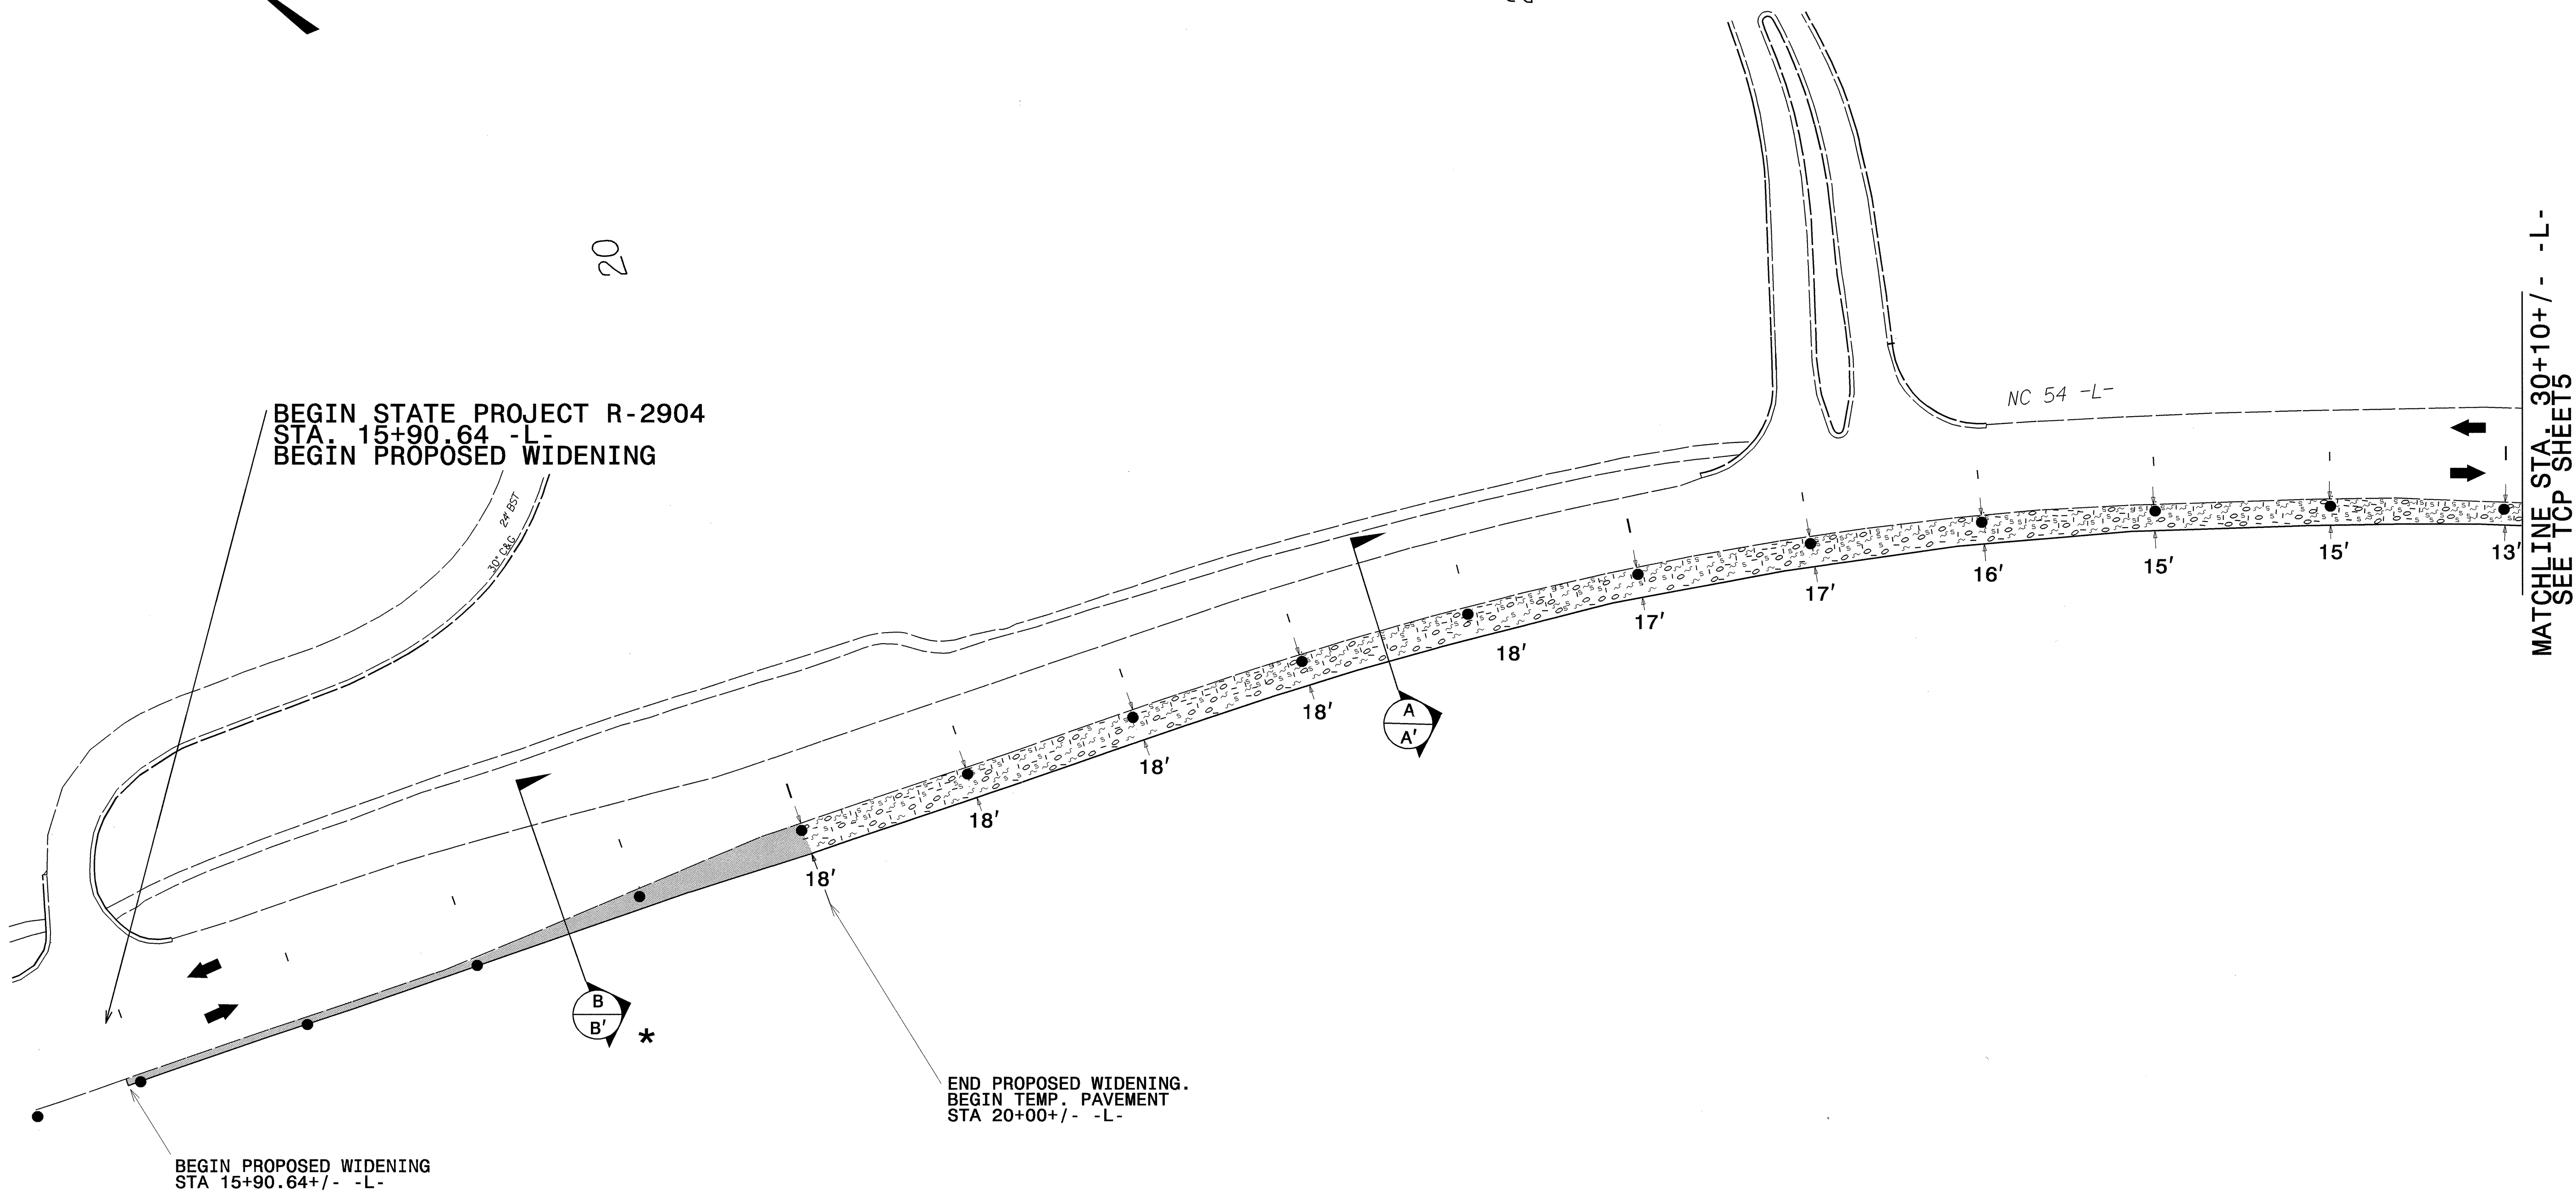 20
BEGIN STATE PROJECT R-2904
STA. 15+90.64 -L-
BEGIN PROPOSED WIDENING
24' BST
30" C&G
NC 54 -L-
MATCHLINE STA. 30+10+/- -L-
SEE TCP SHEET5
13'
15'
15'
16'
17'
17'
18'
18'
18'
18'
18'
A
A'
B
B'
*
END PROPOSED WIDENING.
BEGIN TEMP. PAVEMENT
STA 20+00+/- -L-
BEGIN PROPOSED WIDENING
STA 15+90.64+/- -L-